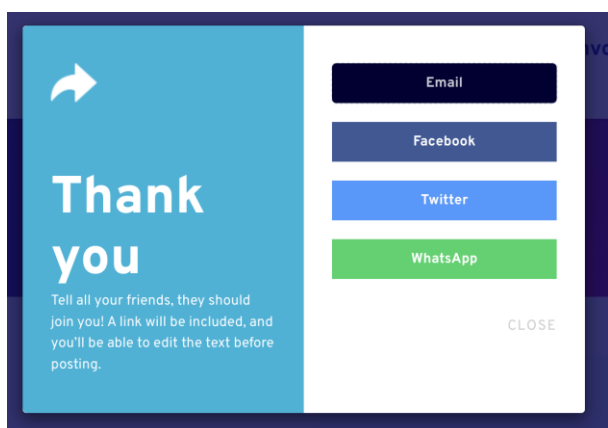 Thank
you
Tell all your friends, they should
join you! A link will be included, and
you'll be able to edit the text before
posting.
Email
Facebook
Twitter
WhatsApp
CLOSE